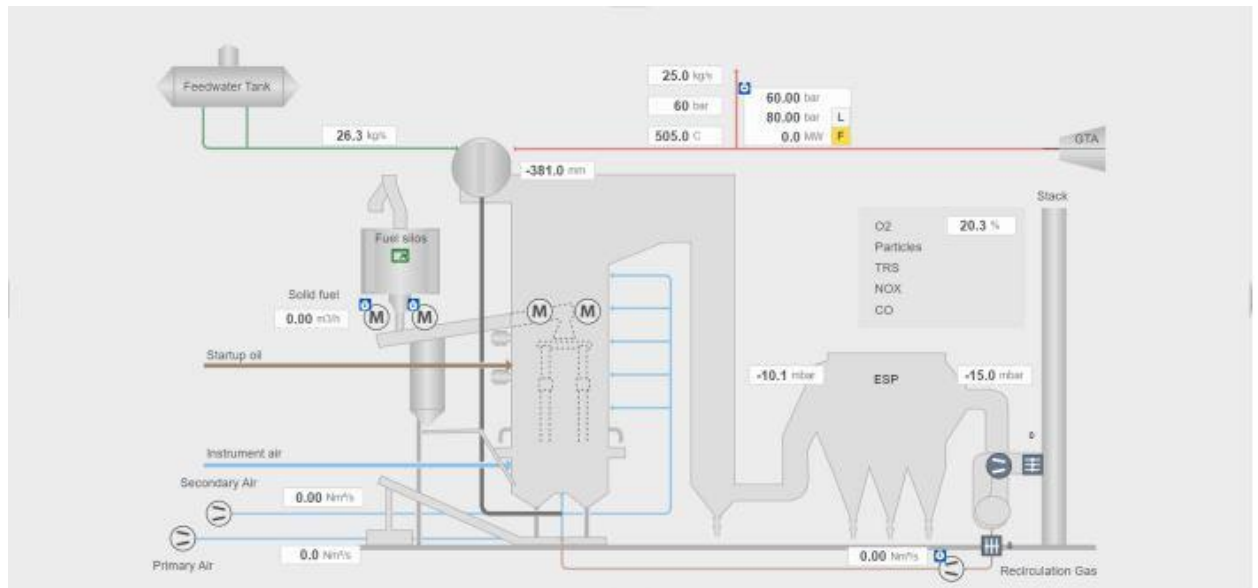 Feedwater Tank
26.3 kg/s
-381.0 mm
25.0 kg/s
60 bar
505.0 C
60.00 bar
80.00 bar L
0.0 MW F
GTA
Stack
Fuel silos
Solid fuel
0.00 m3/h
M M M M
Startup oil
Instrument air
Secondary Air
0.00 Nm³/s
Primary Air
0.0 Nm³/s
O2 20.3 %
Particles
TRS
NOX
CO
-10.1 mbar
ESP
-15.0 mbar
0.00 Nm³/s
Recirculation Gas